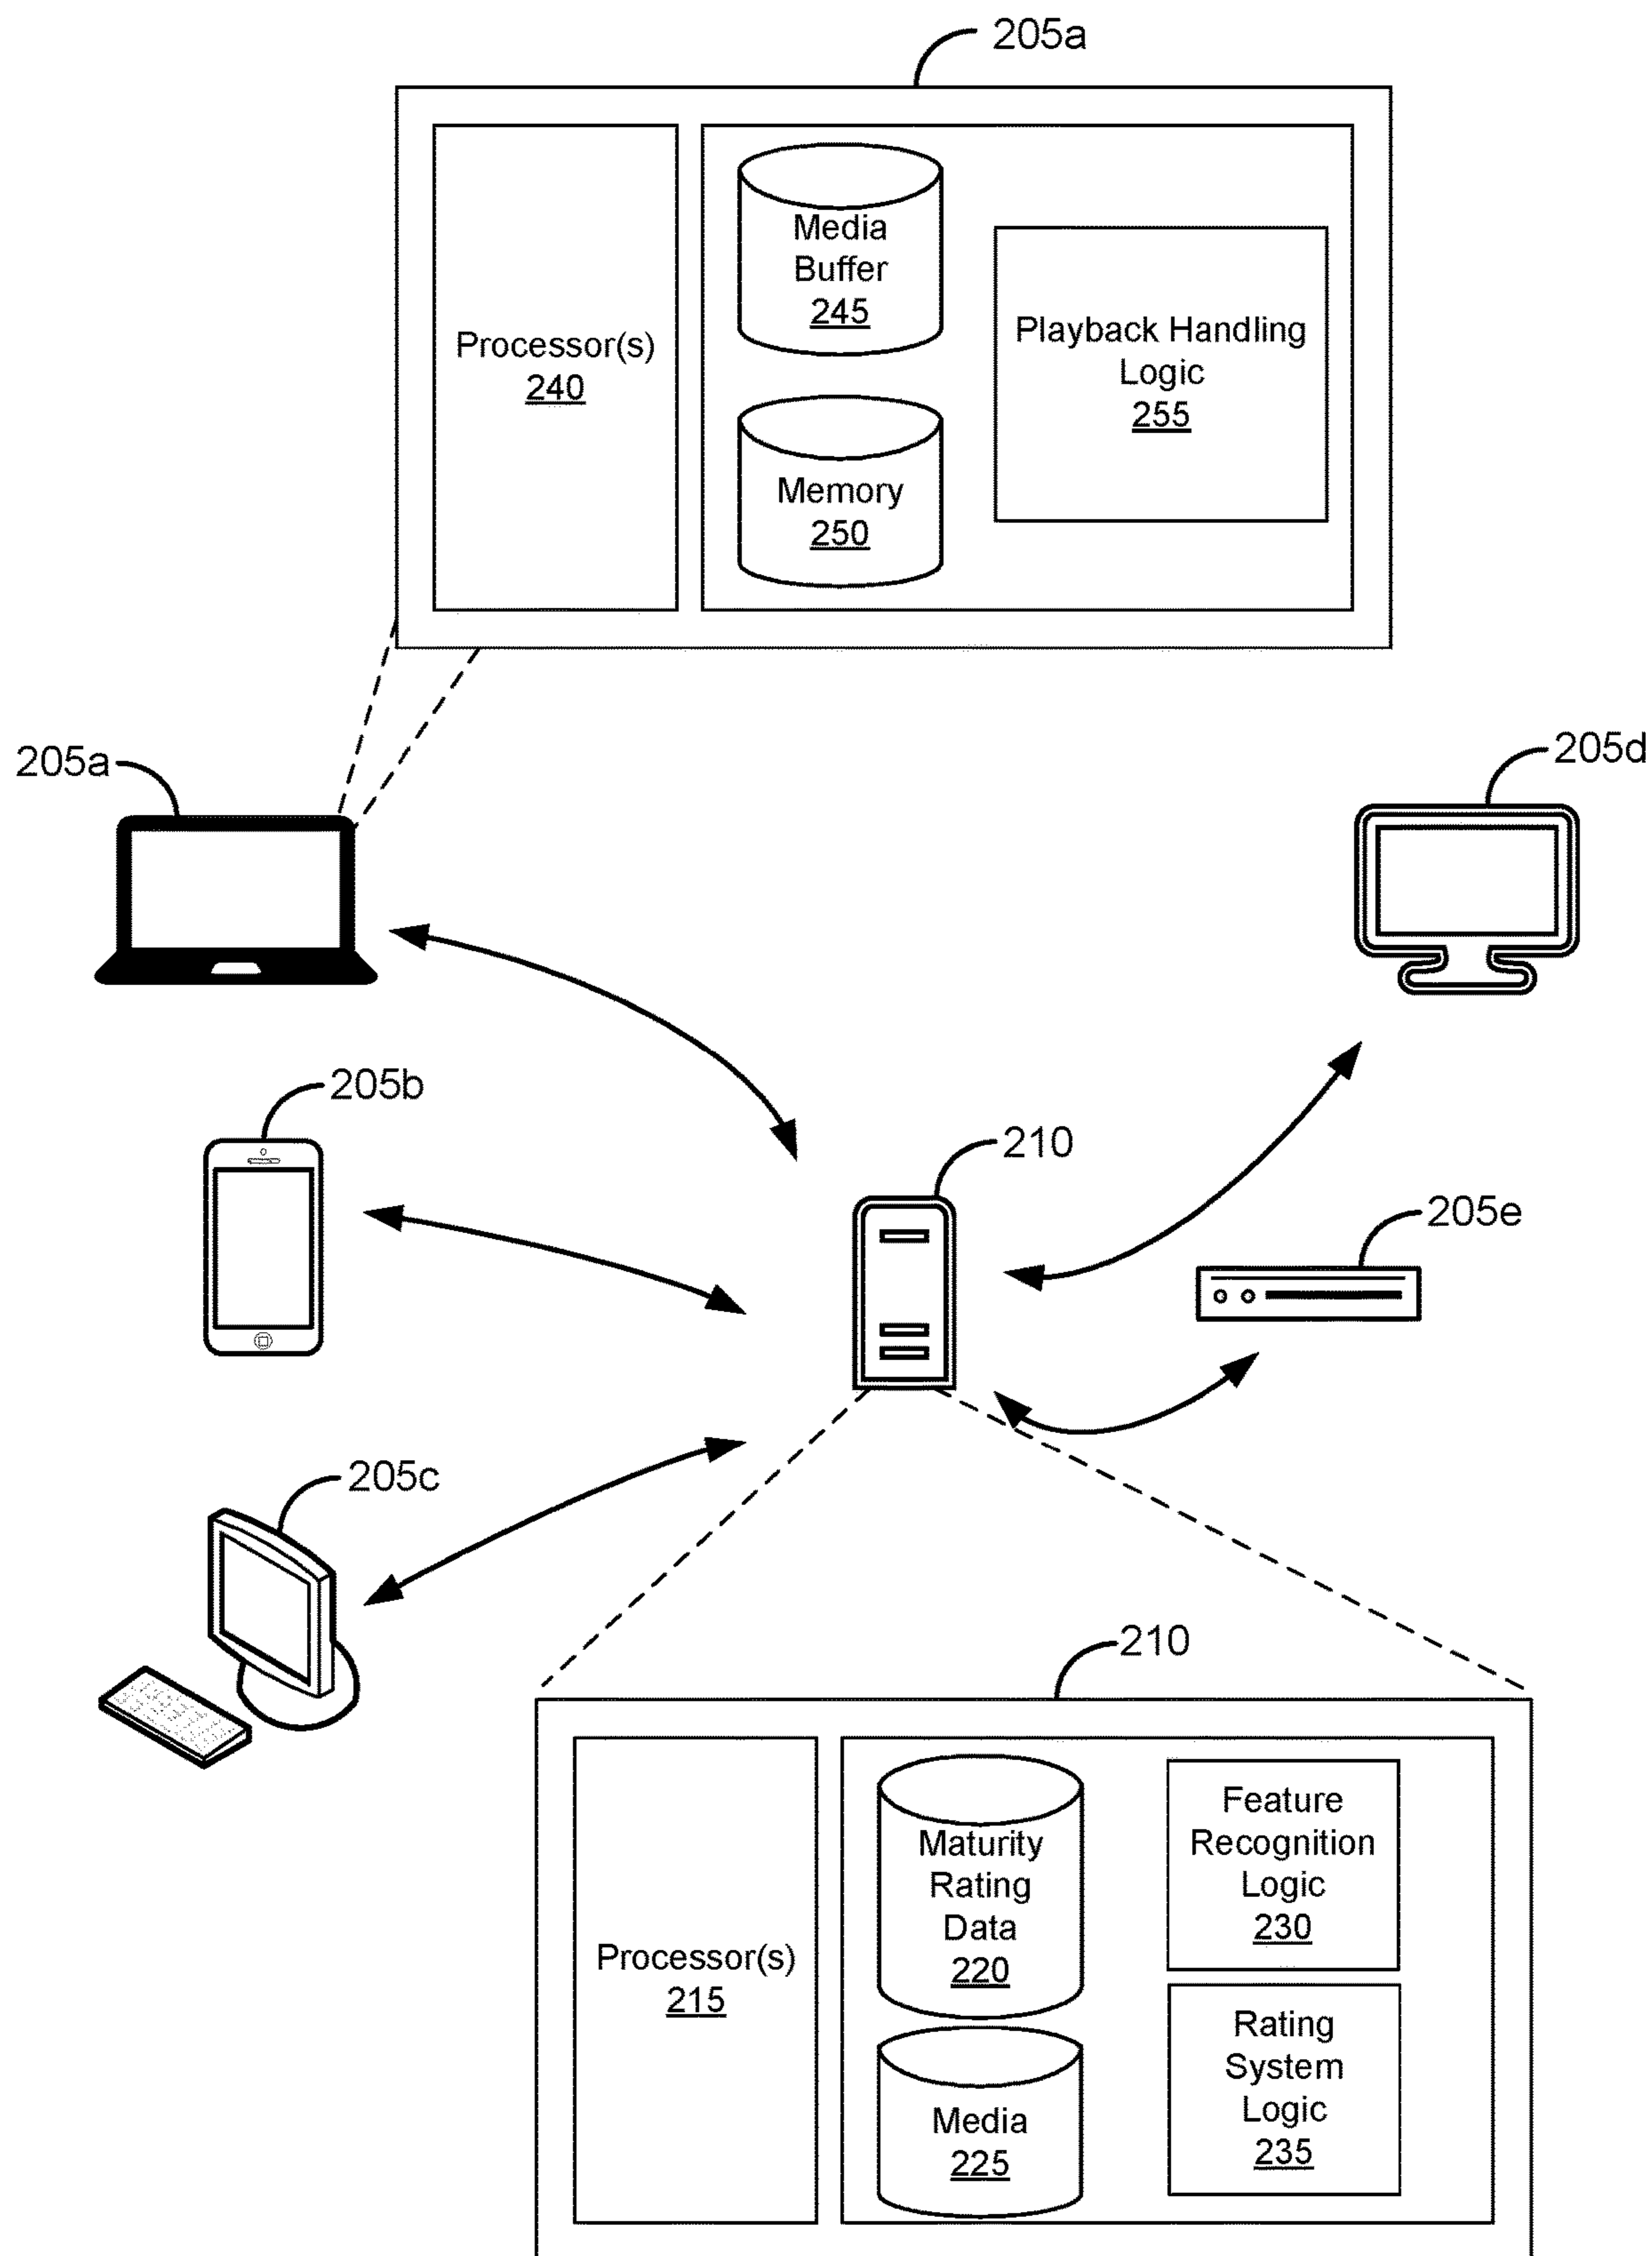 205a
Processor(s)
240
Media
Buffer
245
Memory
250
Playback Handling
Logic
255
205a
205d
205b
210
205e
205c
210
Processor(s)
215
Maturity
Rating
Data
220
Media
225
Feature
Recognition
Logic
230
Rating
System
Logic
235